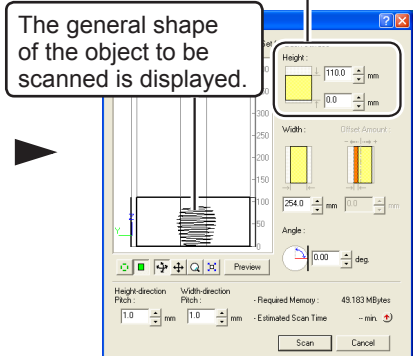 The general shape
of the object to be
scanned is displayed.
Height :
110.0 mm
0.0 mm
Width :
Offset Amount :
254.0 mm
0.0 mm
Angle :
0.00 deg.
300
250
200
150
100
50
0
Z
Y
Preview
Height-direction Pitch :
Width-direction Pitch :
1.0 mm
1.0 mm
- Required Memory : 49.183 MBytes
- Estimated Scan Time -- min.
Scan
Cancel